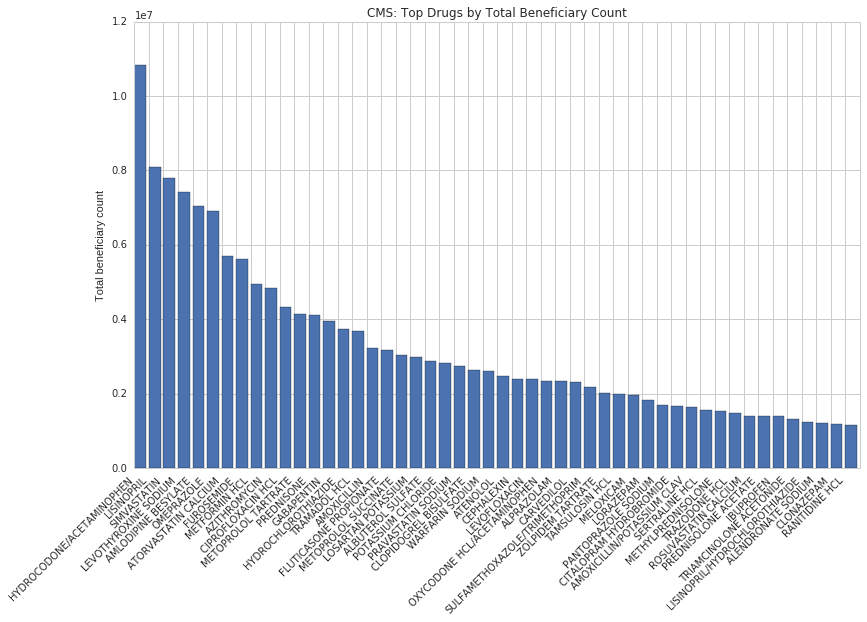 CMS: Top Drugs by Total Beneficiary Count
1e7
1.2
1.0
0.8
0.6
0.4
0.2
0.0
Total beneficiary count
HYDROCODONE/ACETAMINOPHEN
LISINOPRIL
SIMVASTATIN
LEVOTHYROXINE SODIUM
AMLODIPINE BESYLATE
OMEPRAZOLE
ATORVASTATIN CALCIUM
FUROSEMIDE
METFORMIN HCL
AZITHROMYCIN
CIPROFLOXACIN HCL
METOPROLOL TARTRATE
PREDNISONE
GABAPENTIN
HYDROCHLOROTHIAZIDE
TRAMADOL HCL
AMOXICILLIN
FLUTICASONE PROPIONATE
METOPROLOL SUCCINATE
LOSARTAN POTASSIUM
ALBUTEROL SULFATE
POTASSIUM CHLORIDE
PRAVASTATIN SODIUM
CLOPIDOGREL BISULFATE
WARFARIN SODIUM
ATENOLOL
CEPHALEXIN
LEVOFLOXACIN
OXYCODONE HCL/ACETAMINOPHEN
ALPRAZOLAM
CARVEDILOL
SULFAMETHOXAZOLE/TRIMETHOPRIM
ZOLPIDEM TARTRATE
TAMSULOSIN HCL
MELOXICAM
LORAZEPAM
PANTOPRAZOLE SODIUM
CITALOPRAM HYDROBROMIDE
AMOXICILLIN/POTASSIUM CLAV
SERTRALINE HCL
METHYLPREDNISOLONE
TRAZODONE HCL
ROSUVASTATIN CALCIUM
PREDNISOLONE ACETATE
IBUPROFEN
TRIAMCINOLONE ACETONIDE
LISINOPRIL/HYDROCHLOROTHIAZIDE
ALENDRONATE SODIUM
CLONAZEPAM
RANITIDINE HCL